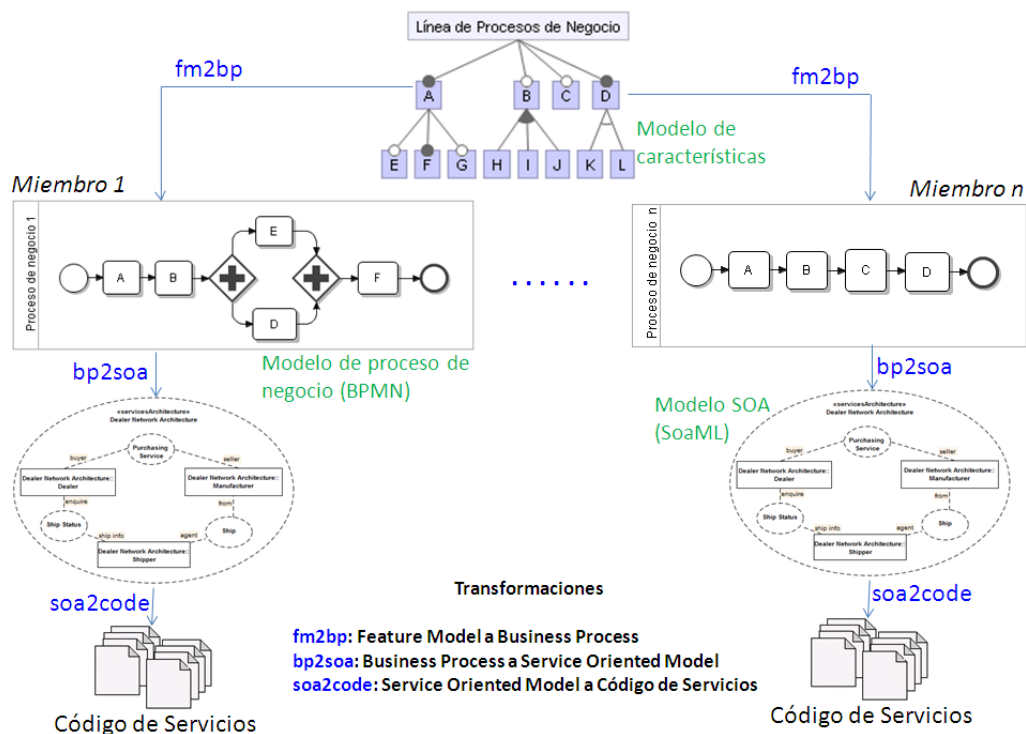 Línea de Procesos de Negocio
fm2bp
fm2bp
A
B
C
D
Modelo de
características
E
F
G
H
I
J
K
L
Miembro 1
Miembro n
Proceso de negocio 1
A
B
E
D
F
......
Proceso de negocio n
A
B
C
D
bp2soa
Modelo de proceso de
negocio (BPMN)
bp2soa
Modelo SOA
(SoaML)
«servicesArchitecture»
Dealer Network Architecture
Purchasing
Service
buyer
seller
Dealer Network Architecture::
Dealer
Dealer Network Architecture::
Manufacturer
enquire
from
Ship Status
Ship
ship info
agent
Dealer Network Architecture::
Shipper
«servicesArchitecture»
Dealer Network Architecture
Purchasing
Service
buyer
seller
Dealer Network Architecture::
Dealer
Dealer Network Architecture::
Manufacturer
enquire
from
Ship Status
Ship
ship info
agent
Dealer Network Architecture::
Shipper
soa2code
Transformaciones
soa2code
fm2bp: Feature Model a Business Process
bp2soa: Business Process a Service Oriented Model
soa2code: Service Oriented Model a Código de Servicios
Código de Servicios
Código de Servicios